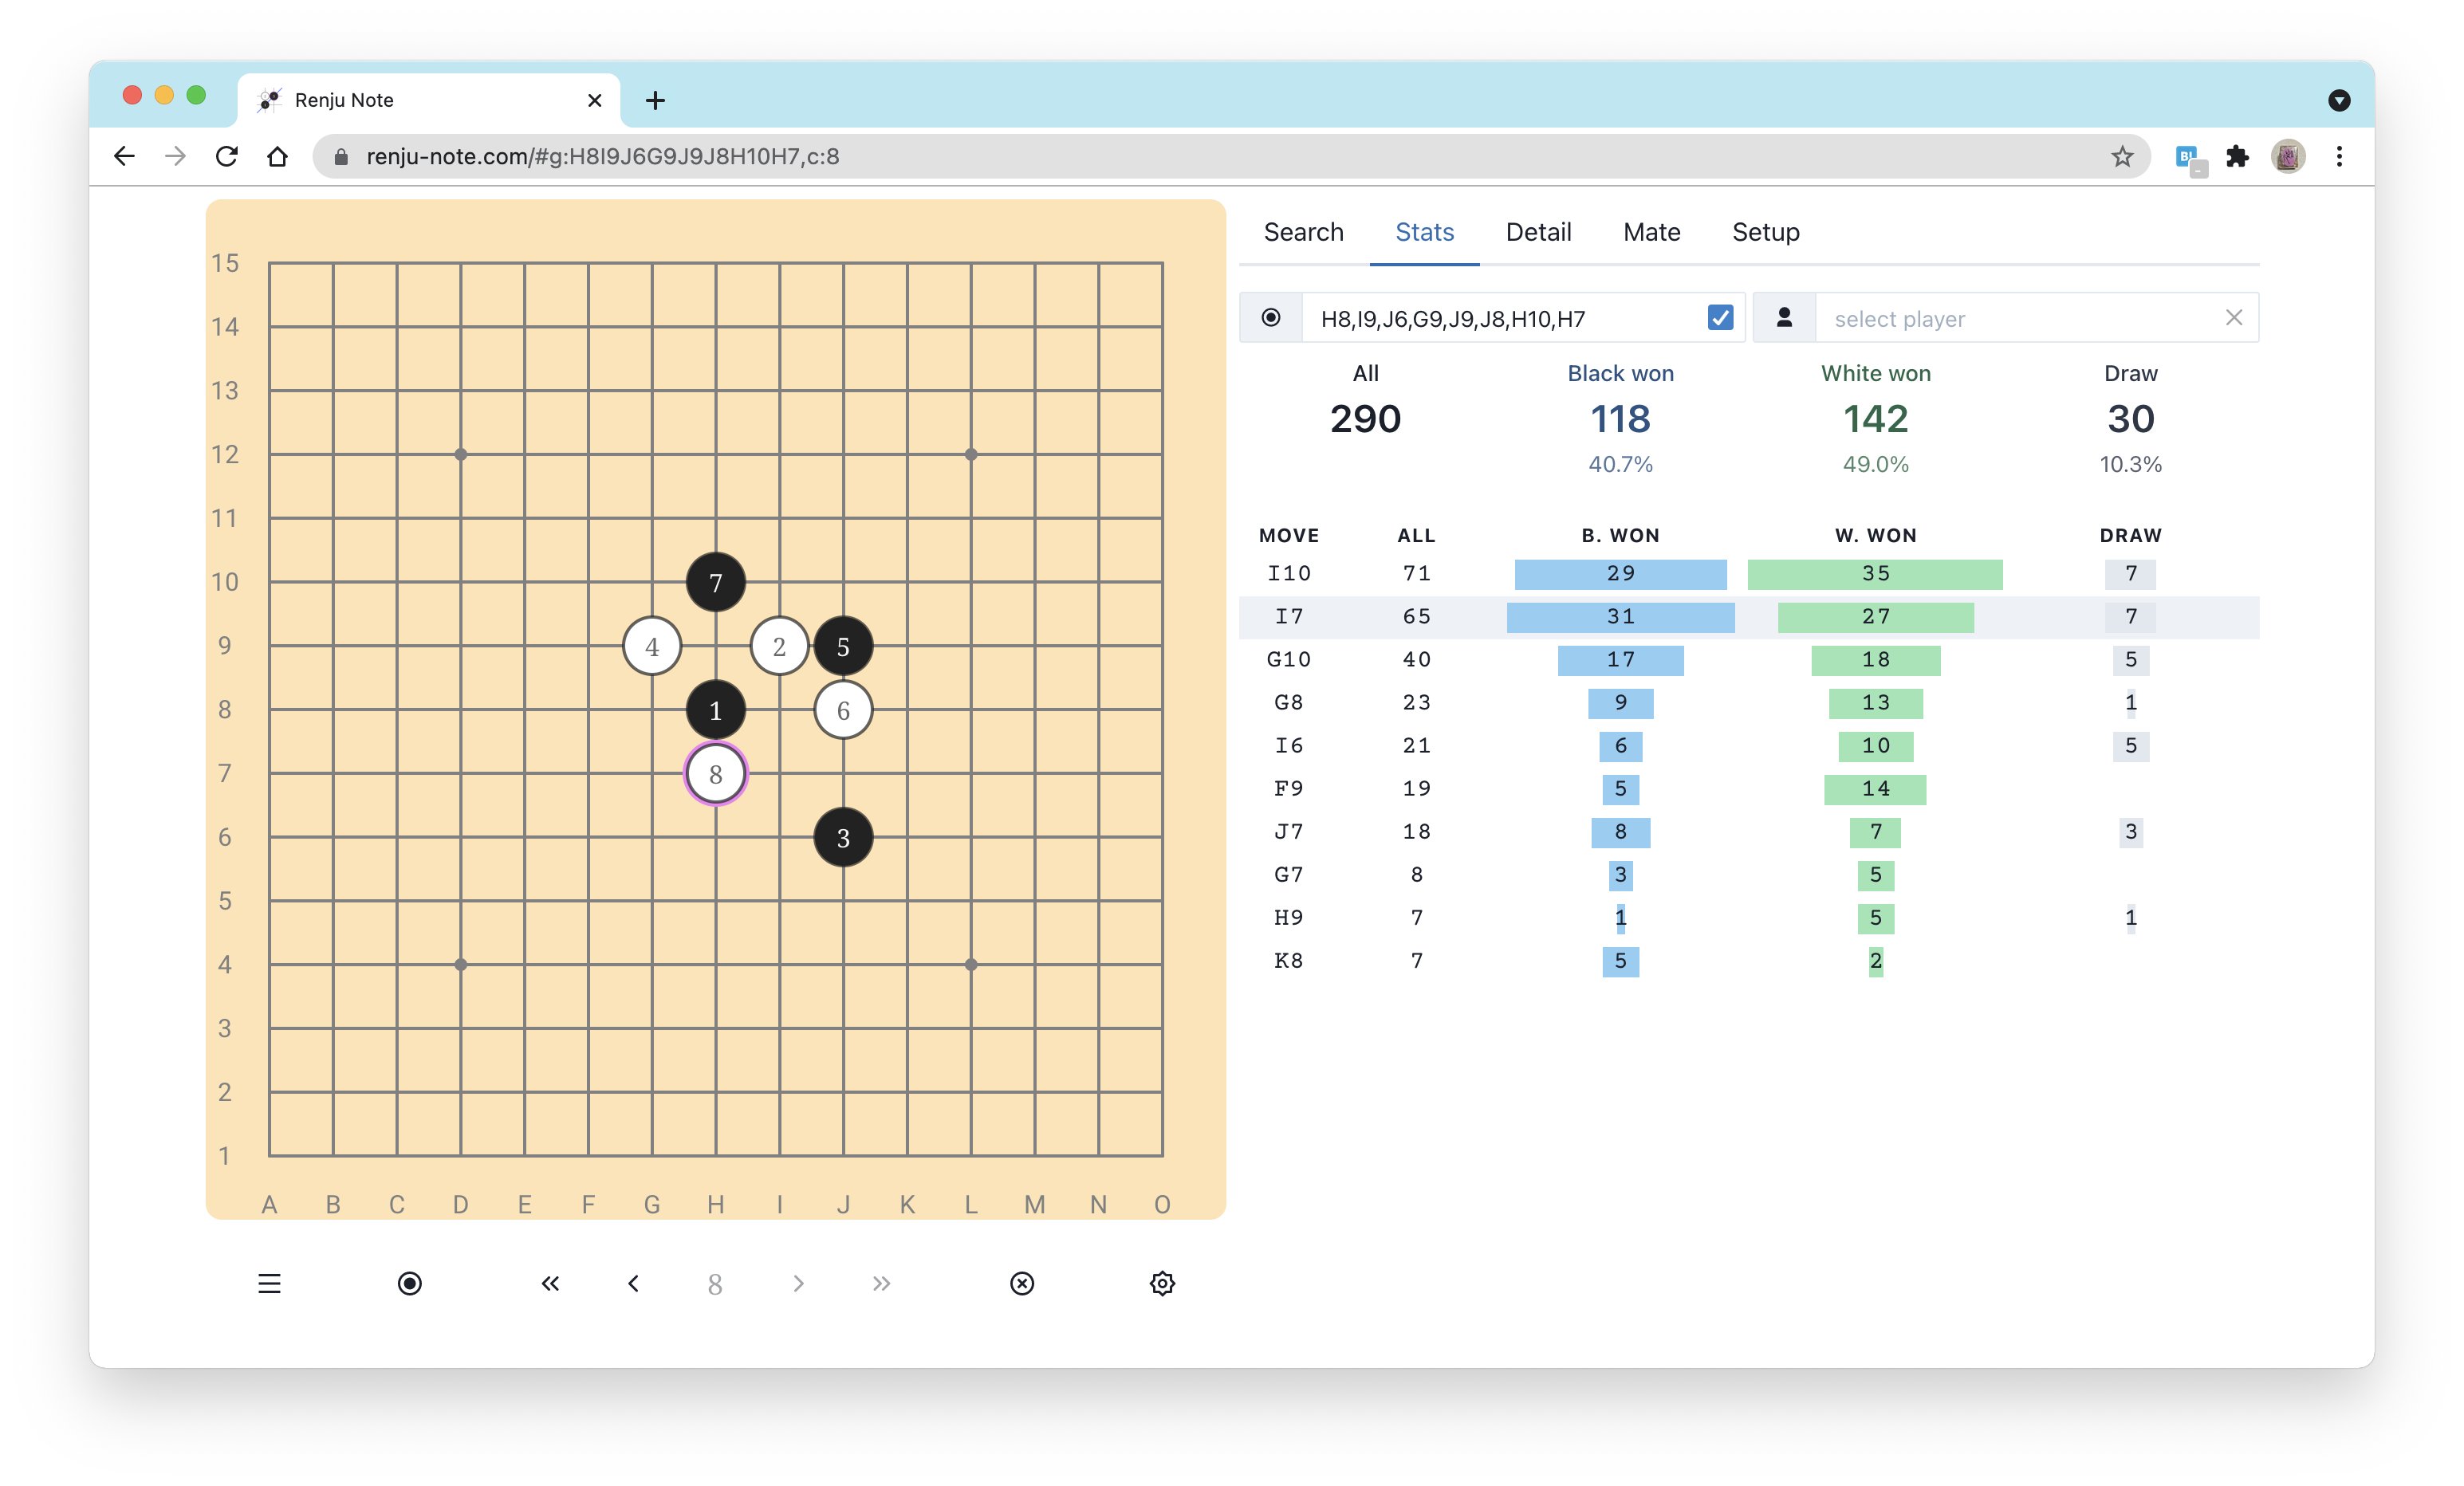 Renju Note
renju-note.com/#g:H8I9J6G9J9J8H10H7,c:8
B!
Search Stats Detail Mate Setup
H8,I9,J6,G9,J9,J8,H10,H7 select player
All Black won White won Draw
290 118 142 30
40.7% 49.0% 10.3%
MOVE ALL B. WON W. WON DRAW
I10 71 29 35 7
I7 65 31 27 7
G10 40 17 18 5
G8 23 9 13 1
I6 21 6 10 5
F9 19 5 14
J7 18 8 7 3
G7 8 3 5
H9 7 1 5 1
K8 7 5 2
15
14
13
12
11
10 7
9 4 2 5
8 1 6
7 8
6 3
5
4
3
2
1
A B C D E F G H I J K L M N O
8